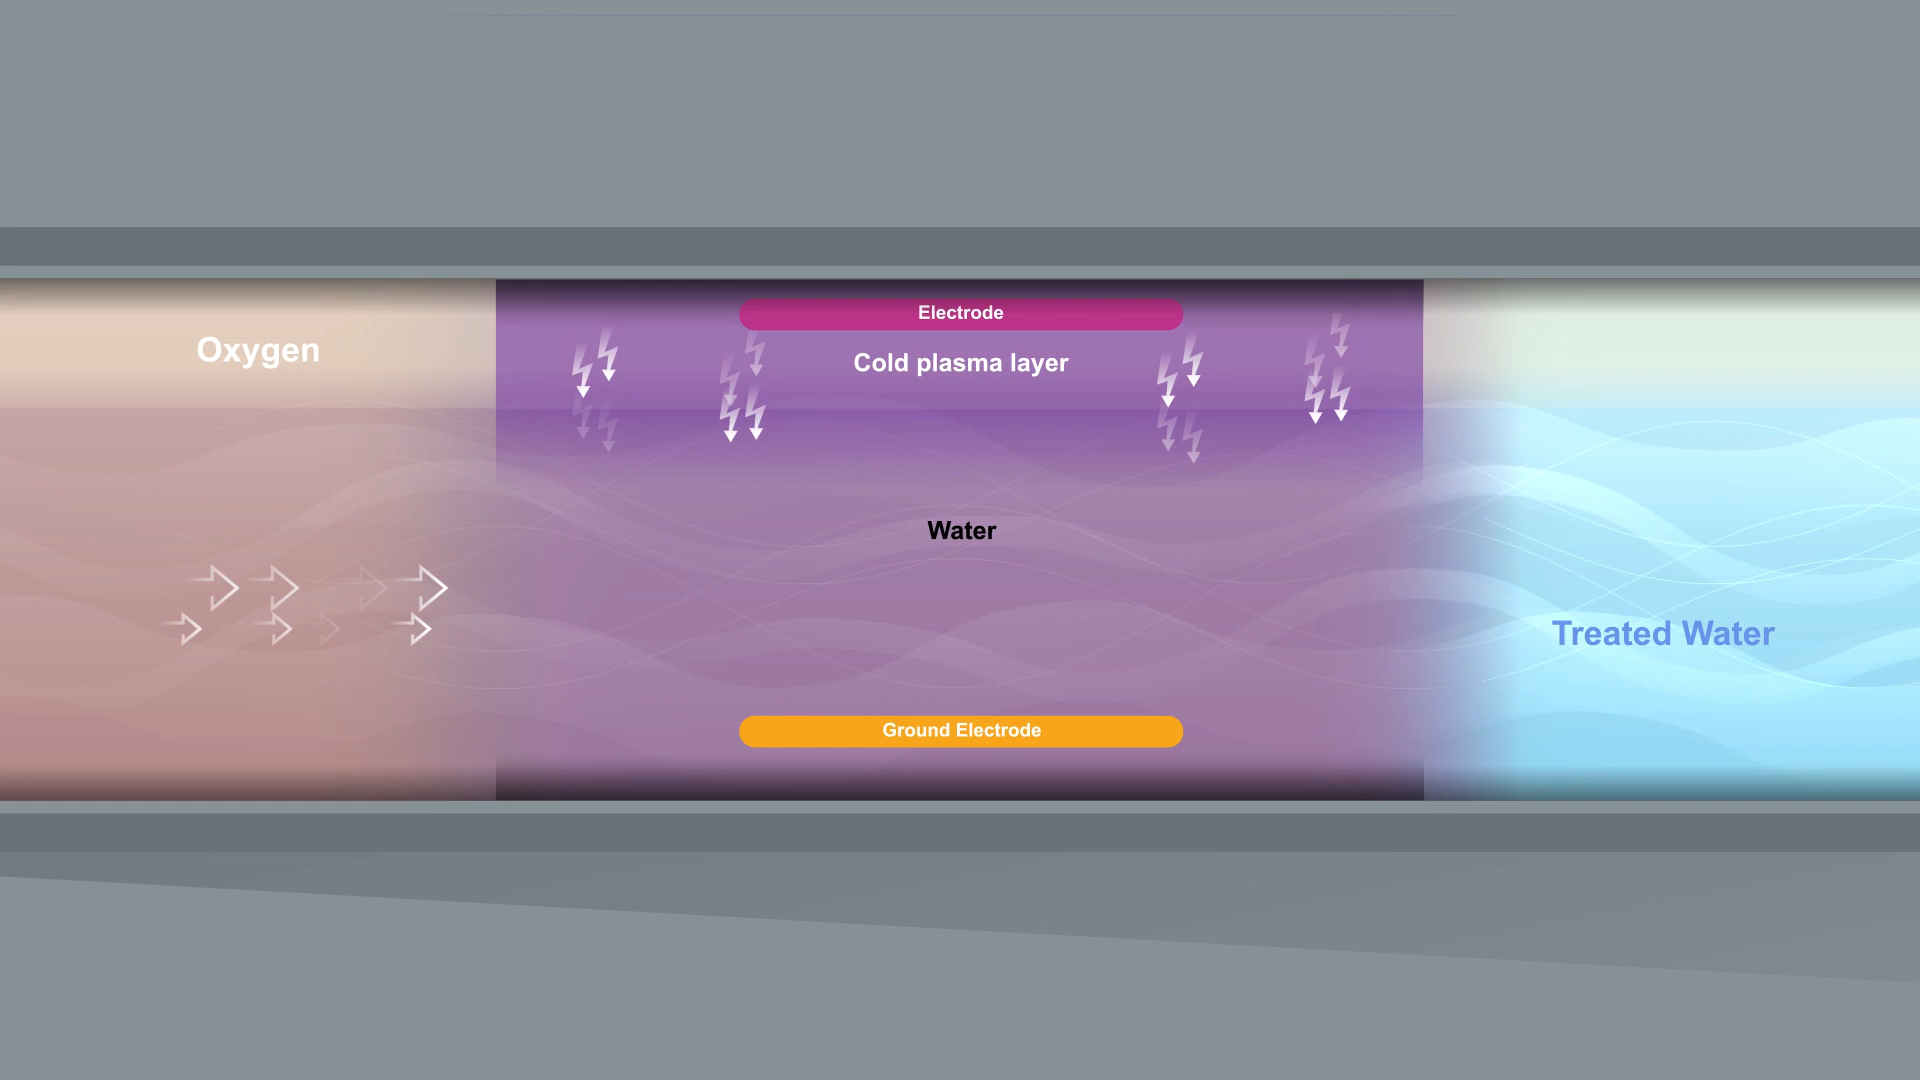 Electrode
Oxygen
Cold plasma layer
Water
Treated Water
Ground Electrode